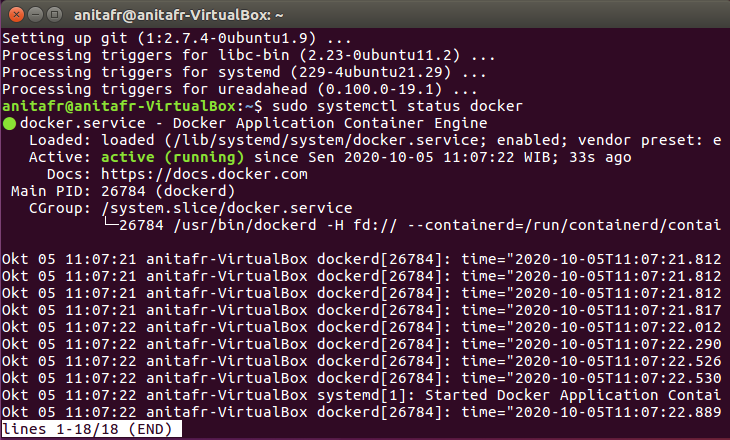 anitafr@anitafr-VirtualBox: ~
Setting up git (1:2.7.4-0ubuntu1.9) ...
Processing triggers for libc-bin (2.23-0ubuntu11.2) ...
Processing triggers for systemd (229-4ubuntu21.29) ...
Processing triggers for ureadahead (0.100.0-19.1) ...
anitafr@anitafr-VirtualBox:~$ sudo systemctl status docker
● docker.service - Docker Application Container Engine
   Loaded: loaded (/lib/systemd/system/docker.service; enabled; vendor preset: e
   Active: active (running) since Sen 2020-10-05 11:07:22 WIB; 33s ago
     Docs: https://docs.docker.com
 Main PID: 26784 (dockerd)
   CGroup: /system.slice/docker.service
           └─26784 /usr/bin/dockerd -H fd:// --containerd=/run/containerd/contai
Okt 05 11:07:21 anitafr-VirtualBox dockerd[26784]: time="2020-10-05T11:07:21.812
Okt 05 11:07:21 anitafr-VirtualBox dockerd[26784]: time="2020-10-05T11:07:21.812
Okt 05 11:07:21 anitafr-VirtualBox dockerd[26784]: time="2020-10-05T11:07:21.812
Okt 05 11:07:21 anitafr-VirtualBox dockerd[26784]: time="2020-10-05T11:07:21.817
Okt 05 11:07:22 anitafr-VirtualBox dockerd[26784]: time="2020-10-05T11:07:22.012
Okt 05 11:07:22 anitafr-VirtualBox dockerd[26784]: time="2020-10-05T11:07:22.290
Okt 05 11:07:22 anitafr-VirtualBox dockerd[26784]: time="2020-10-05T11:07:22.526
Okt 05 11:07:22 anitafr-VirtualBox dockerd[26784]: time="2020-10-05T11:07:22.530
Okt 05 11:07:22 anitafr-VirtualBox systemd[1]: Started Docker Application Contai
Okt 05 11:07:22 anitafr-VirtualBox dockerd[26784]: time="2020-10-05T11:07:22.889
lines 1-18/18 (END)